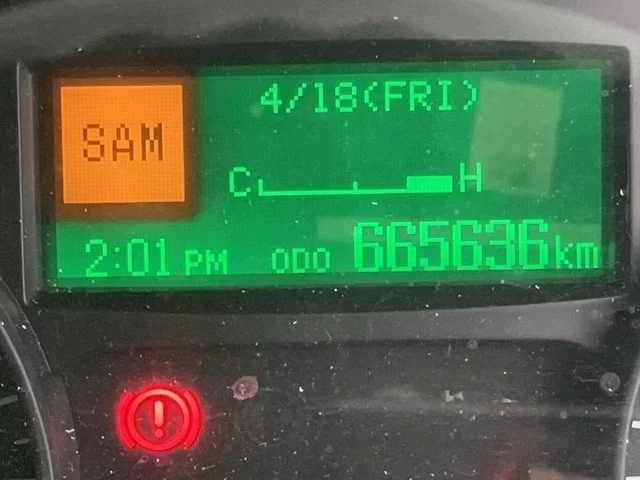 4/18(FRI)
SAM
C H
2:01 PM ODO 665636 km
!